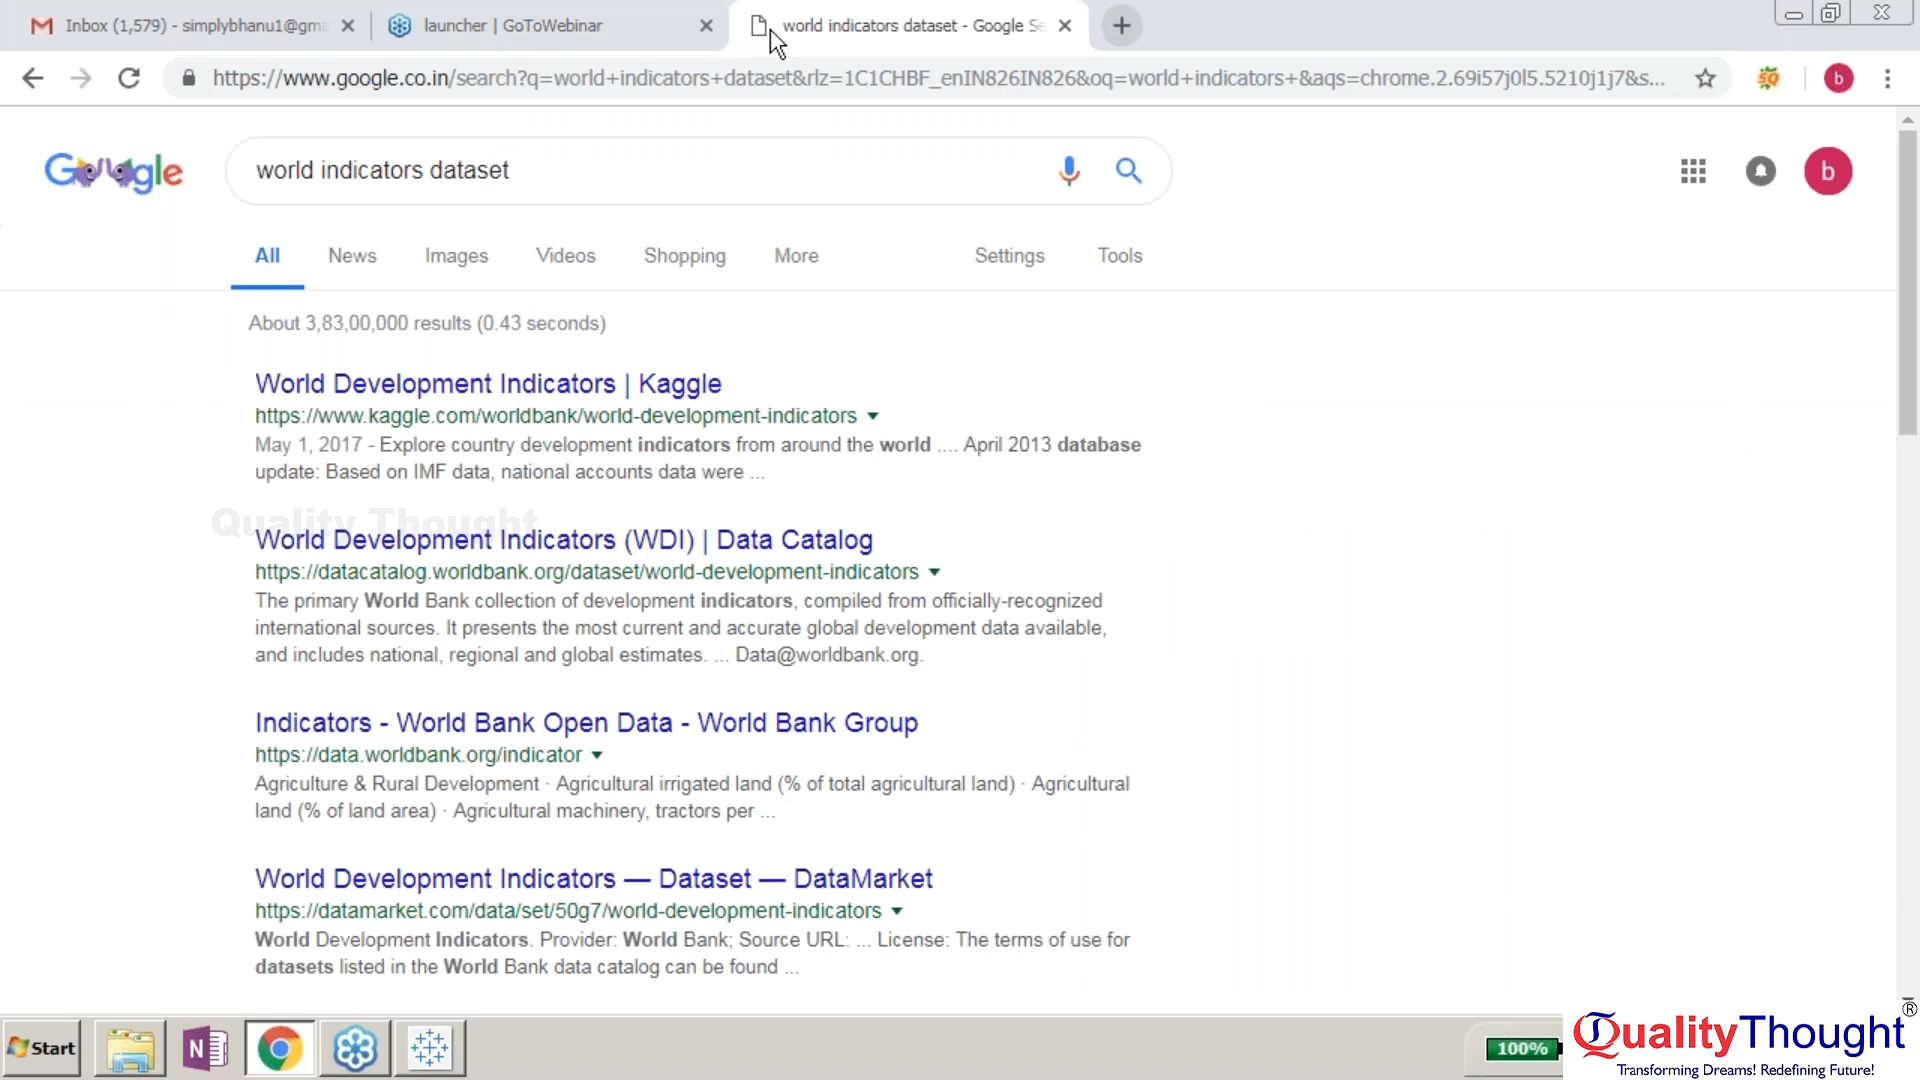 Inbox (1,579) - simplybhanu1@gma
launcher | GoToWebinar
world indicators dataset - Google Se
https://www.google.co.in/search?q=world+indicators+dataset&rlz=1C1CHBF_enIN826IN826&oq=world+indicators+&aqs=chrome.2.69i57j0l5.5210j1j7&s...
SQ
b
Google
world indicators dataset
b
All News Images Videos Shopping More Settings Tools
About 3,83,00,000 results (0.43 seconds)
World Development Indicators | Kaggle
https://www.kaggle.com/worldbank/world-development-indicators
May 1, 2017 - Explore country development indicators from around the world .... April 2013 database
update: Based on IMF data, national accounts data were ...
Quality Thought
World Development Indicators (WDI) | Data Catalog
https://datacatalog.worldbank.org/dataset/world-development-indicators
The primary World Bank collection of development indicators, compiled from officially-recognized
international sources. It presents the most current and accurate global development data available,
and includes national, regional and global estimates. ... Data@worldbank.org.
Indicators - World Bank Open Data - World Bank Group
https://data.worldbank.org/indicator
Agriculture & Rural Development · Agricultural irrigated land (% of total agricultural land) · Agricultural
land (% of land area) · Agricultural machinery, tractors per ...
World Development Indicators — Dataset — DataMarket
https://datamarket.com/data/set/50g7/world-development-indicators
World Development Indicators. Provider: World Bank; Source URL: ... License: The terms of use for
datasets listed in the World Bank data catalog can be found ...
Start
N
100%
QualityThought®
Transforming Dreams! Redefining Future!